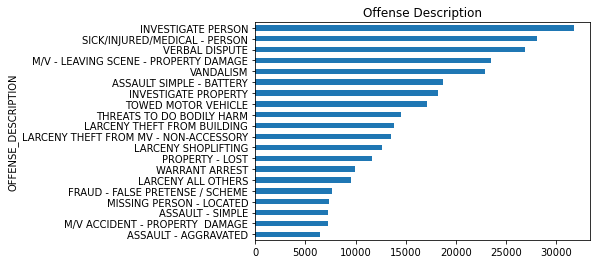 Offense Description
OFFENSE_DESCRIPTION
INVESTIGATE PERSON
SICK/INJURED/MEDICAL - PERSON
VERBAL DISPUTE
M/V - LEAVING SCENE - PROPERTY DAMAGE
VANDALISM
ASSAULT SIMPLE - BATTERY
INVESTIGATE PROPERTY
TOWED MOTOR VEHICLE
THREATS TO DO BODILY HARM
LARCENY THEFT FROM BUILDING
LARCENY THEFT FROM MV - NON-ACCESSORY
LARCENY SHOPLIFTING
PROPERTY - LOST
WARRANT ARREST
LARCENY ALL OTHERS
FRAUD - FALSE PRETENSE / SCHEME
MISSING PERSON - LOCATED
ASSAULT - SIMPLE
M/V ACCIDENT - PROPERTY  DAMAGE
ASSAULT - AGGRAVATED
0 5000 10000 15000 20000 25000 30000